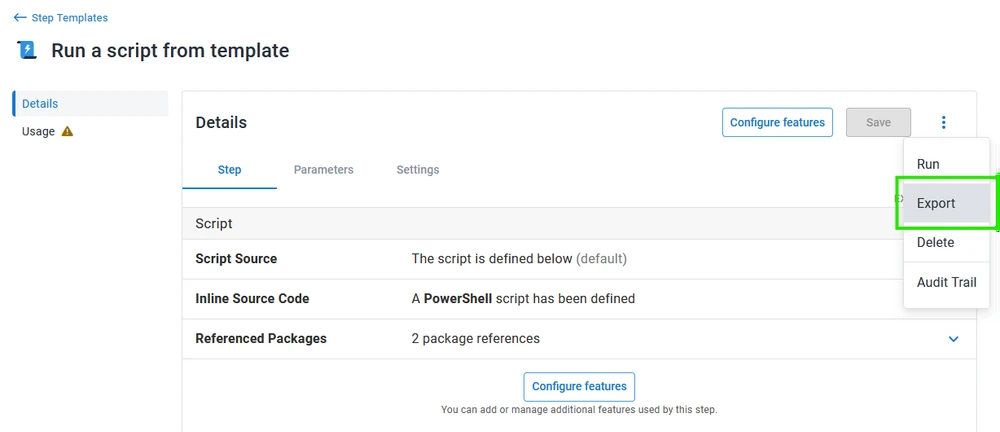 Step Templates
Run a script from template
Details
Usage
Details
Configure features
Save
Step
Parameters
Settings
Run
Export
Delete
Audit Trail
Script
Script Source
The script is defined below (default)
Inline Source Code
A PowerShell script has been defined
Referenced Packages
2 package references
Configure features
You can add or manage additional features used by this step.